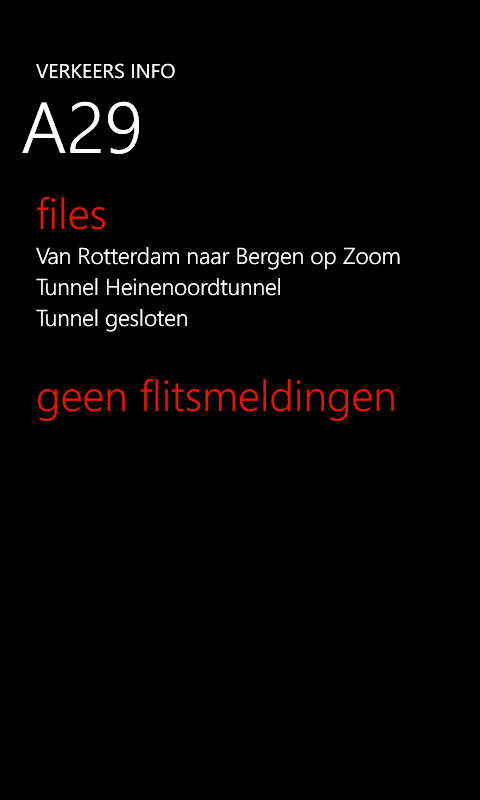 VERKEERS INFO
A29
files
Van Rotterdam naar Bergen op Zoom
Tunnel Heinenoordtunnel
Tunnel gesloten
geen flitsmeldingen